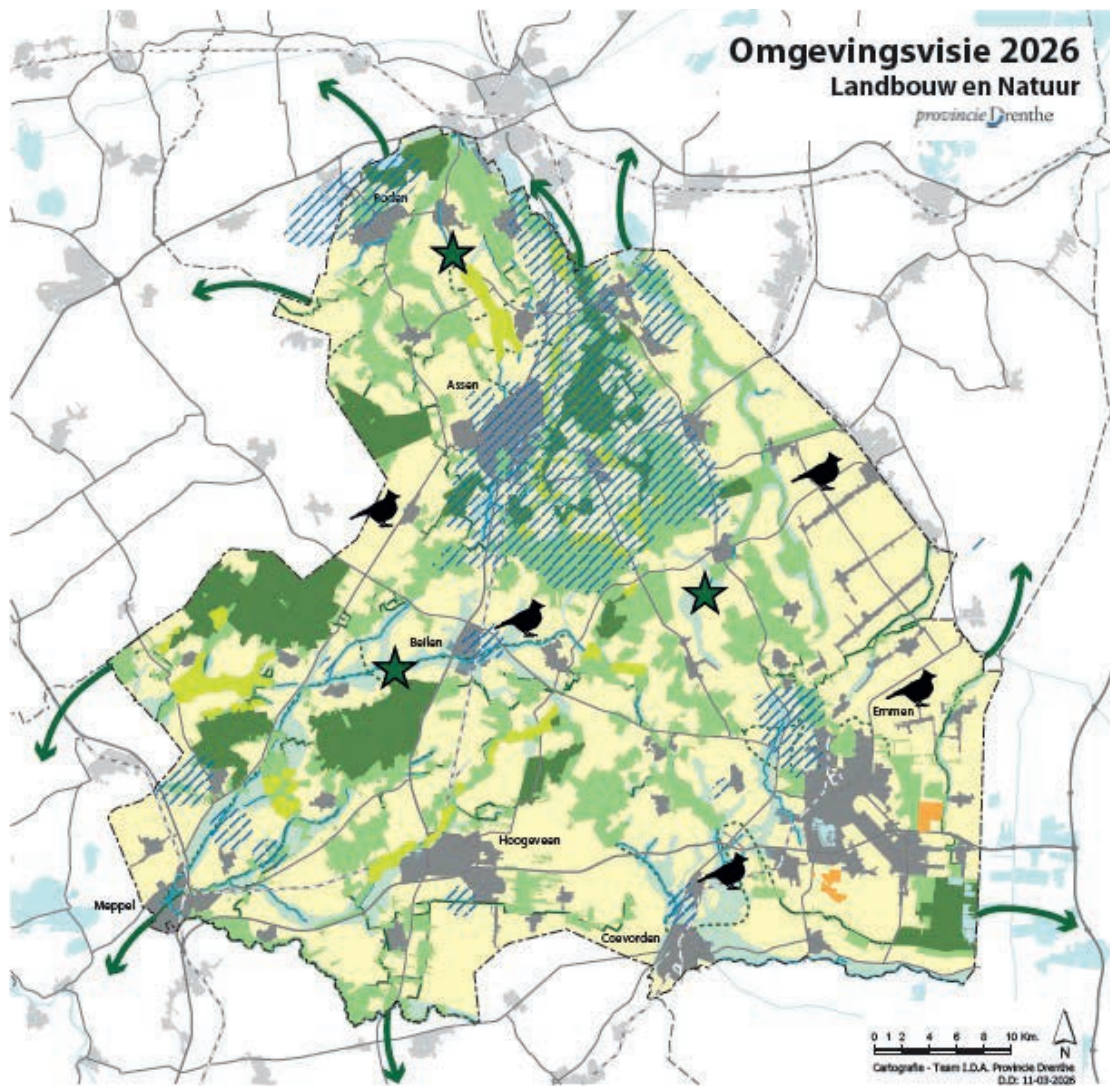 Omgevingsvisie 2026
Landbouw en Natuur
provincie Drenthe
Roden
Assen
Beilen
Emmen
Hoogeveen
Meppel
Coevorden
0 1 2 4 6 8 10 Km.
N
Cartografie - Team I.D.A. Provincie Drenthe
D.D: 11-03-2026